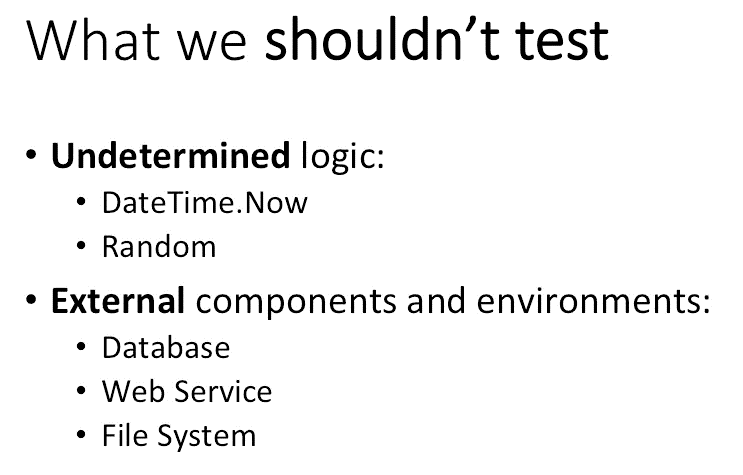 What we shouldn't test
• Undetermined logic:
• DateTime.Now
• Random
• External components and environments:
• Database
• Web Service
• File System